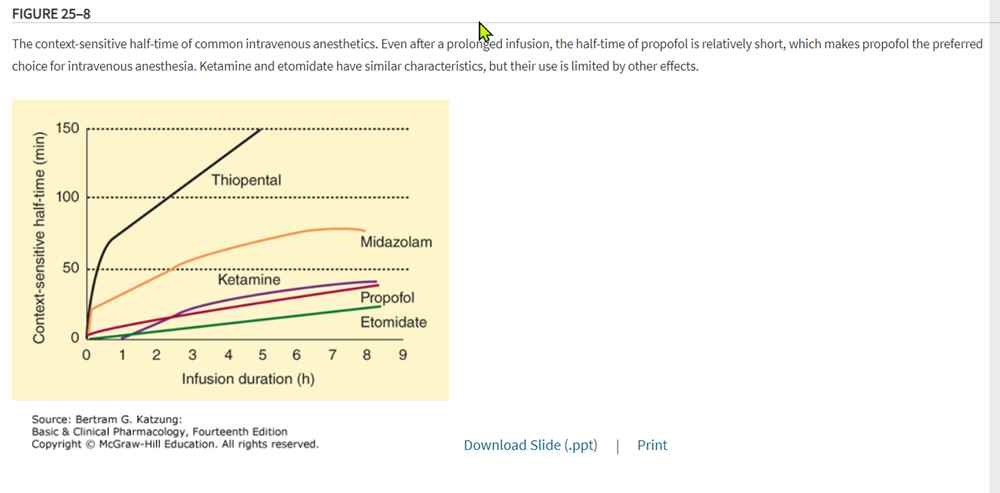 FIGURE 25–8
The context-sensitive half-time of common intravenous anesthetics. Even after a prolonged infusion, the half-time of propofol is relatively short, which makes propofol the preferred
choice for intravenous anesthesia. Ketamine and etomidate have similar characteristics, but their use is limited by other effects.
Context-sensitive half-time (min)
150
100
50
0
Thiopental
Midazolam
Ketamine
Propofol
Etomidate
0 1 2 3 4 5 6 7 8 9
Infusion duration (h)
Source: Bertram G. Katzung:
Basic & Clinical Pharmacology, Fourteenth Edition
Copyright © McGraw-Hill Education. All rights reserved.
Download Slide (.ppt) | Print